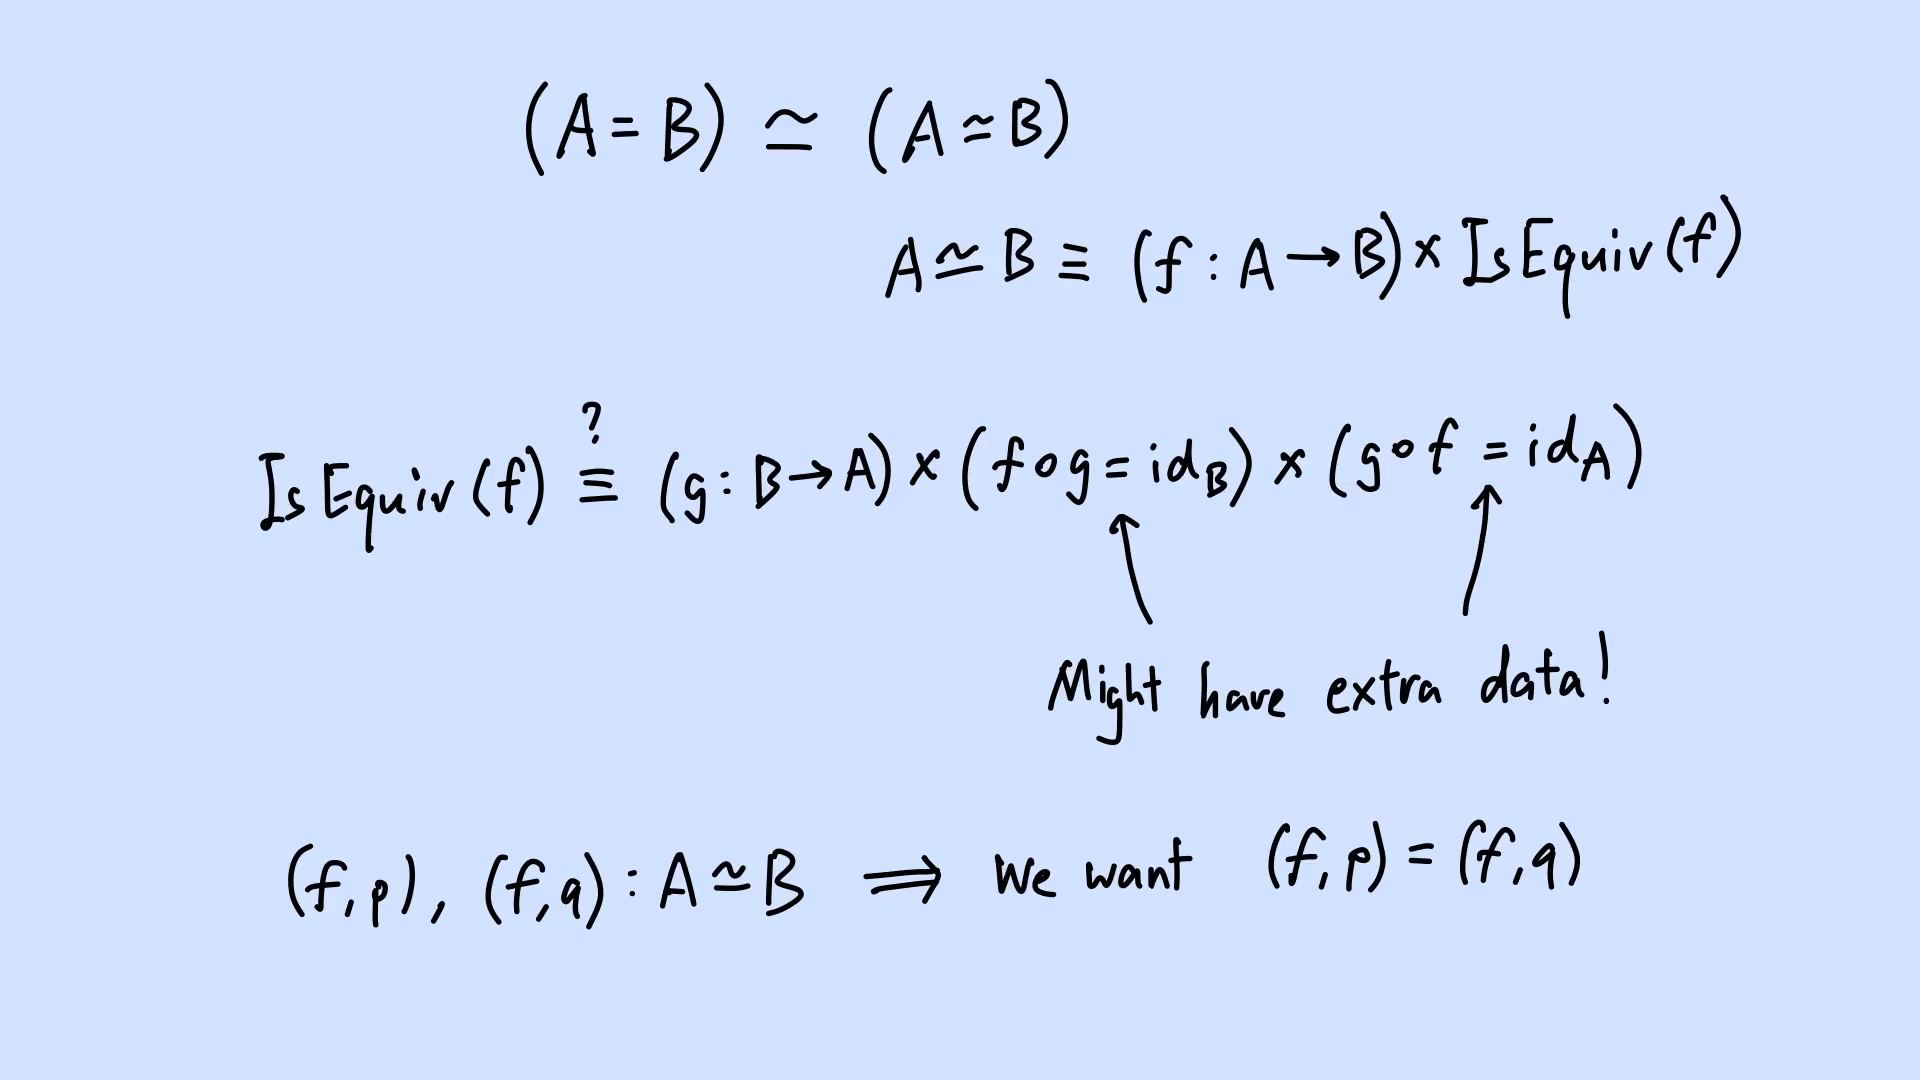 (A = B) ≃ (A ≃ B)
A ≃ B ≡ (f : A → B) × IsEquiv(f)
?
IsEquiv(f) ≡ (g : B → A) × (f ∘ g = id_B) × (g ∘ f = id_A)
Might have extra data!
(f, p), (f, q) : A ≃ B ⟹ We want (f, p) = (f, q)